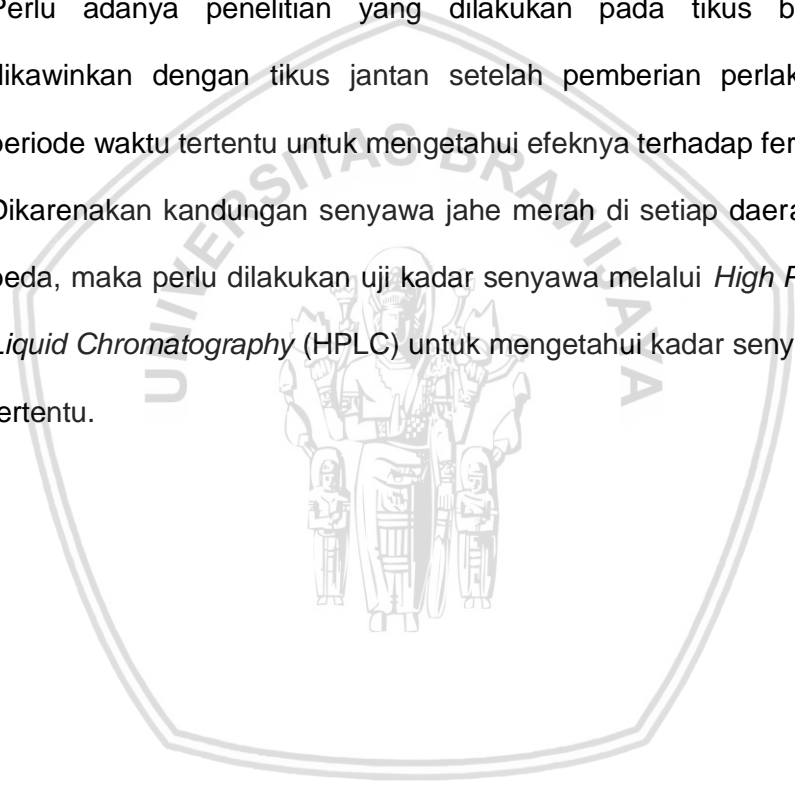 Perlu adanya penelitian yang dilakukan pada tikus
dikawinkan dengan tikus jantan setelah pemberian
periode waktu tertentu untuk mengetahui efeknya terhadap
Dikarenakan kandungan senyawa jahe merah di setiap
beda, maka perlu dilakukan uji kadar senyawa melalui High
Liquid Chromatography (HPLC) untuk mengetahui kadar
tertentu.
UNIVERSITAS BRAWIJAYA